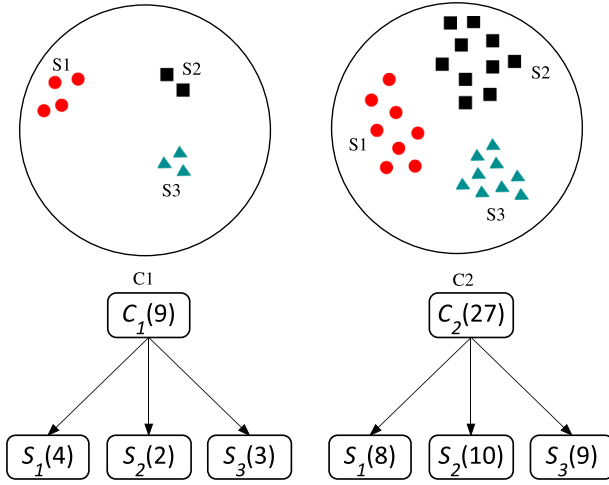 S1
S2
S3
C1
S2
S1
S3
C2
C1(9)
C2(27)
S1(4) S2(2) S3(3)
S1(8) S2(10) S3(9)